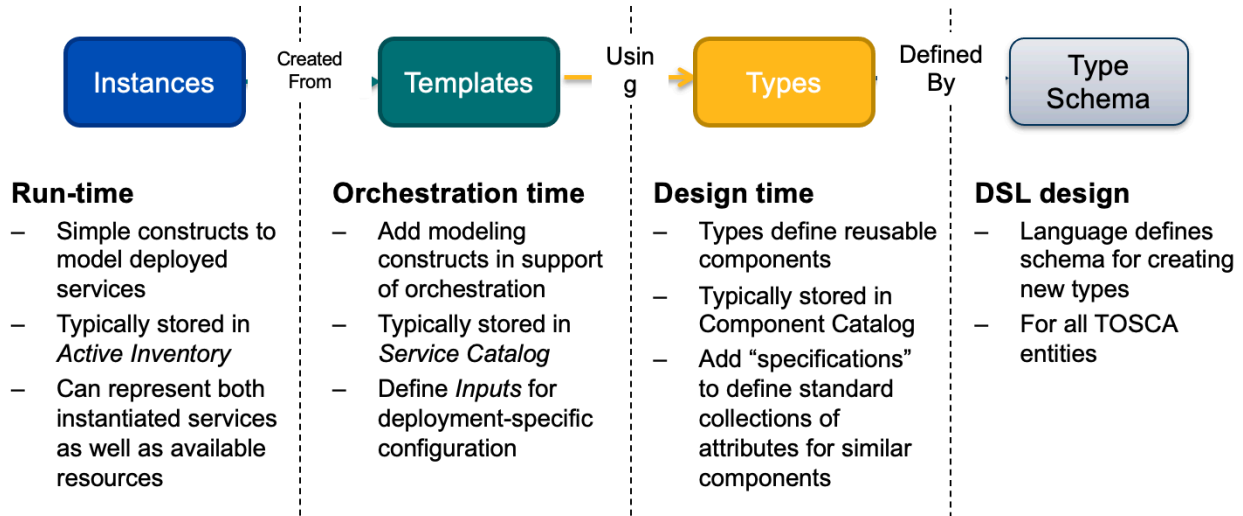 Instances
Created
From
Templates
Usin
g
Types
Defined
By
Type
Schema
Run-time
– Simple constructs to
model deployed
services
– Typically stored in
Active Inventory
– Can represent both
instantiated services
as well as available
resources
Orchestration time
– Add modeling
constructs in support
of orchestration
– Typically stored in
Service Catalog
– Define Inputs for
deployment-specific
configuration
Design time
– Types define reusable
components
– Typically stored in
Component Catalog
– Add “specifications”
to define standard
collections of
attributes for similar
components
DSL design
– Language defines
schema for creating
new types
– For all TOSCA
entities